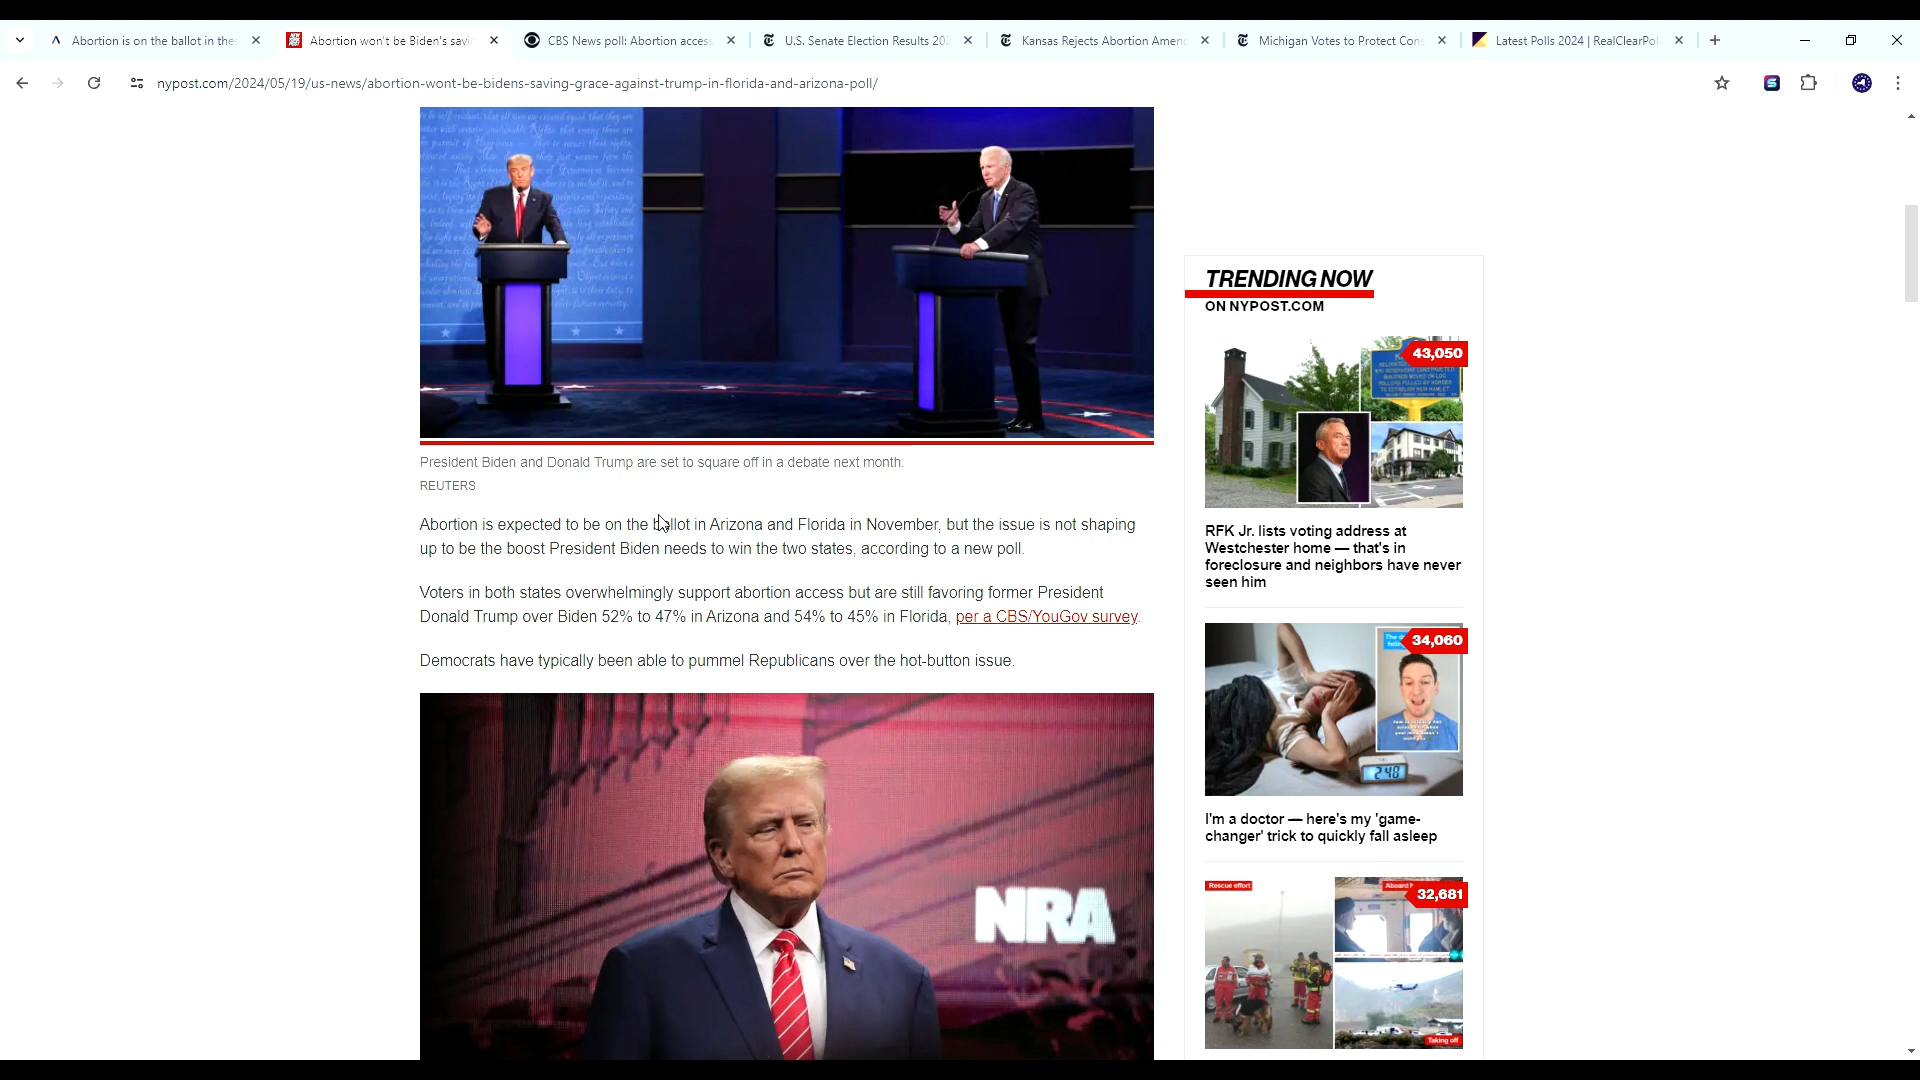 Abortion is on the ballot in thes
Abortion won't be Biden's savin
CBS News poll: Abortion access
U.S. Senate Election Results 202
Kansas Rejects Abortion Amen
Michigan Votes to Protect Cons
Latest Polls 2024 | RealClearPol
nypost.com/2024/05/19/us-news/abortion-wont-be-bidens-saving-grace-against-trump-in-florida-and-arizona-poll/
President Biden and Donald Trump are set to square off in a debate next month.
REUTERS
Abortion is expected to be on the ballot in Arizona and Florida in November, but the issue is not shaping
up to be the boost President Biden needs to win the two states, according to a new poll.
Voters in both states overwhelmingly support abortion access but are still favoring former President
Donald Trump over Biden 52% to 47% in Arizona and 54% to 45% in Florida, per a CBS/YouGov survey.
Democrats have typically been able to pummel Republicans over the hot-button issue.
NRA
TRENDING NOW
ON NYPOST.COM
43,050
RFK Jr. lists voting address at
Westchester home — that's in
foreclosure and neighbors have never
seen him
34,060
2:48
I'm a doctor — here's my 'game-
changer' trick to quickly fall asleep
Rescue effort
32,681
Taking off